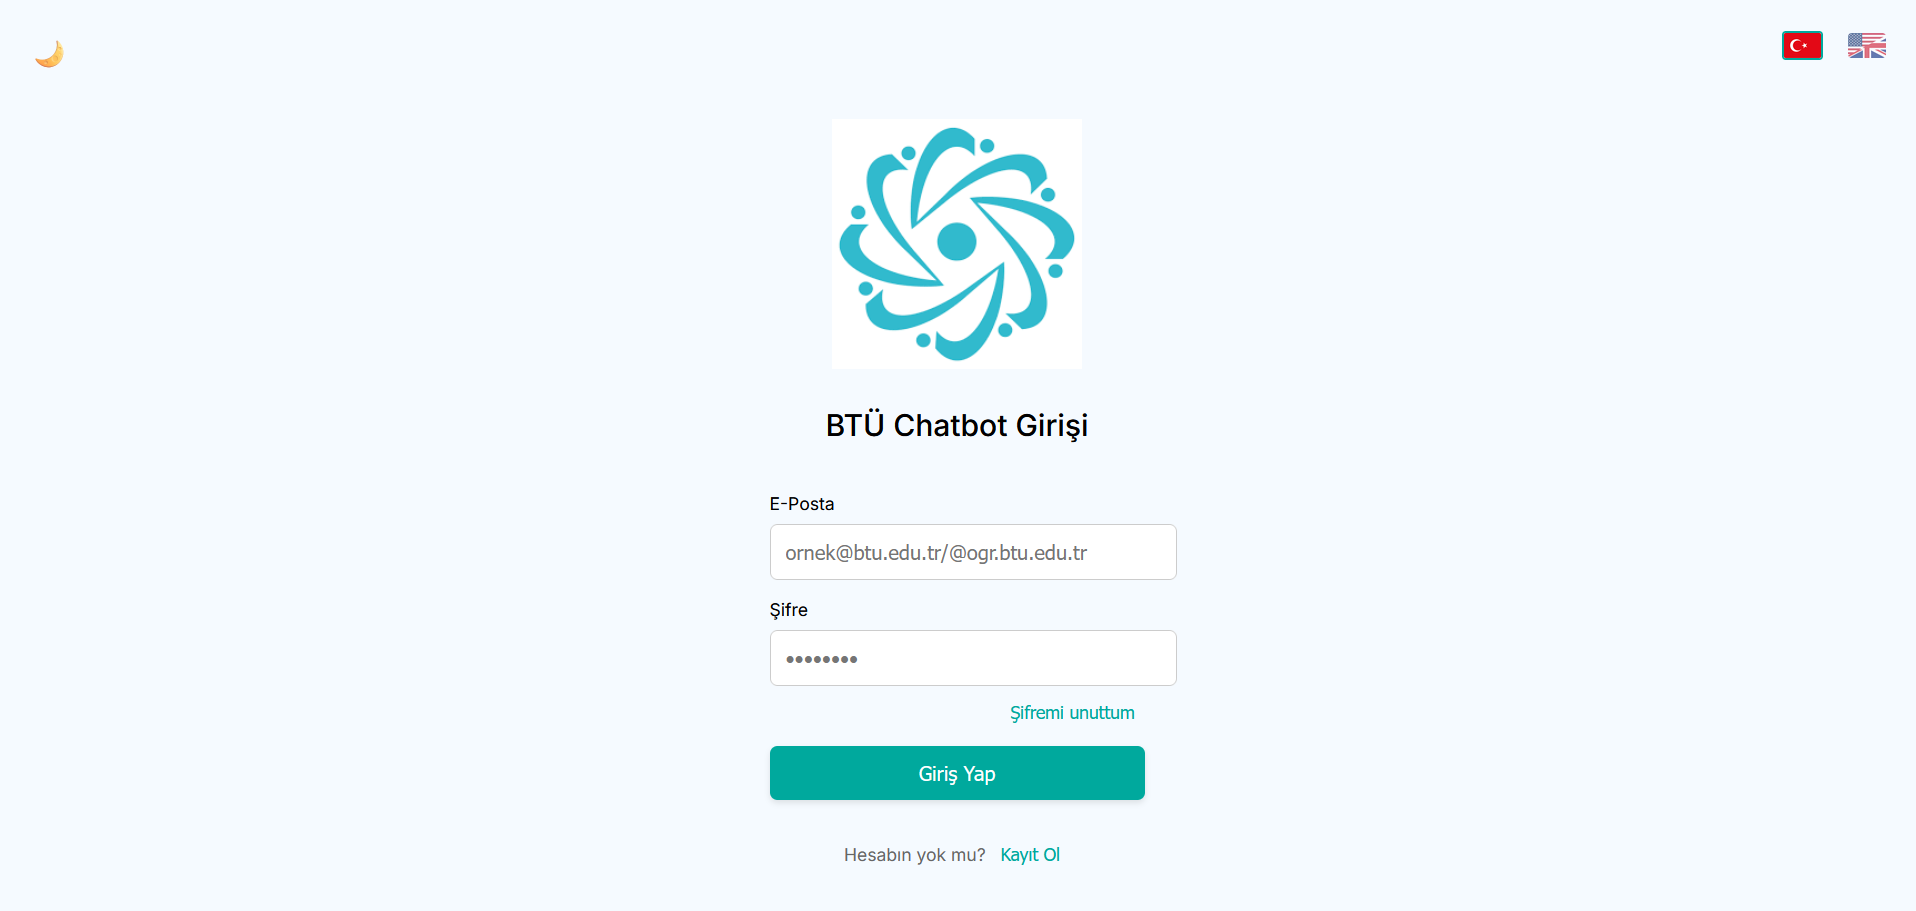 BTÜ Chatbot Girişi
E-Posta
ornek@btu.edu.tr/@ogr.btu.edu.tr
Şifre
••••••••
Şifremi unuttum
Giriş Yap
Hesabın yok mu? Kayıt Ol